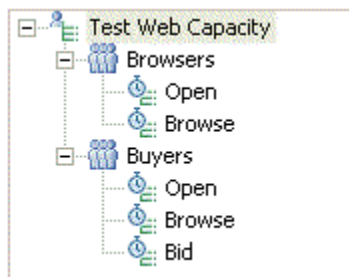 Test Web Capacity
Browsers
Open
Browse
Buyers
Open
Browse
Bid